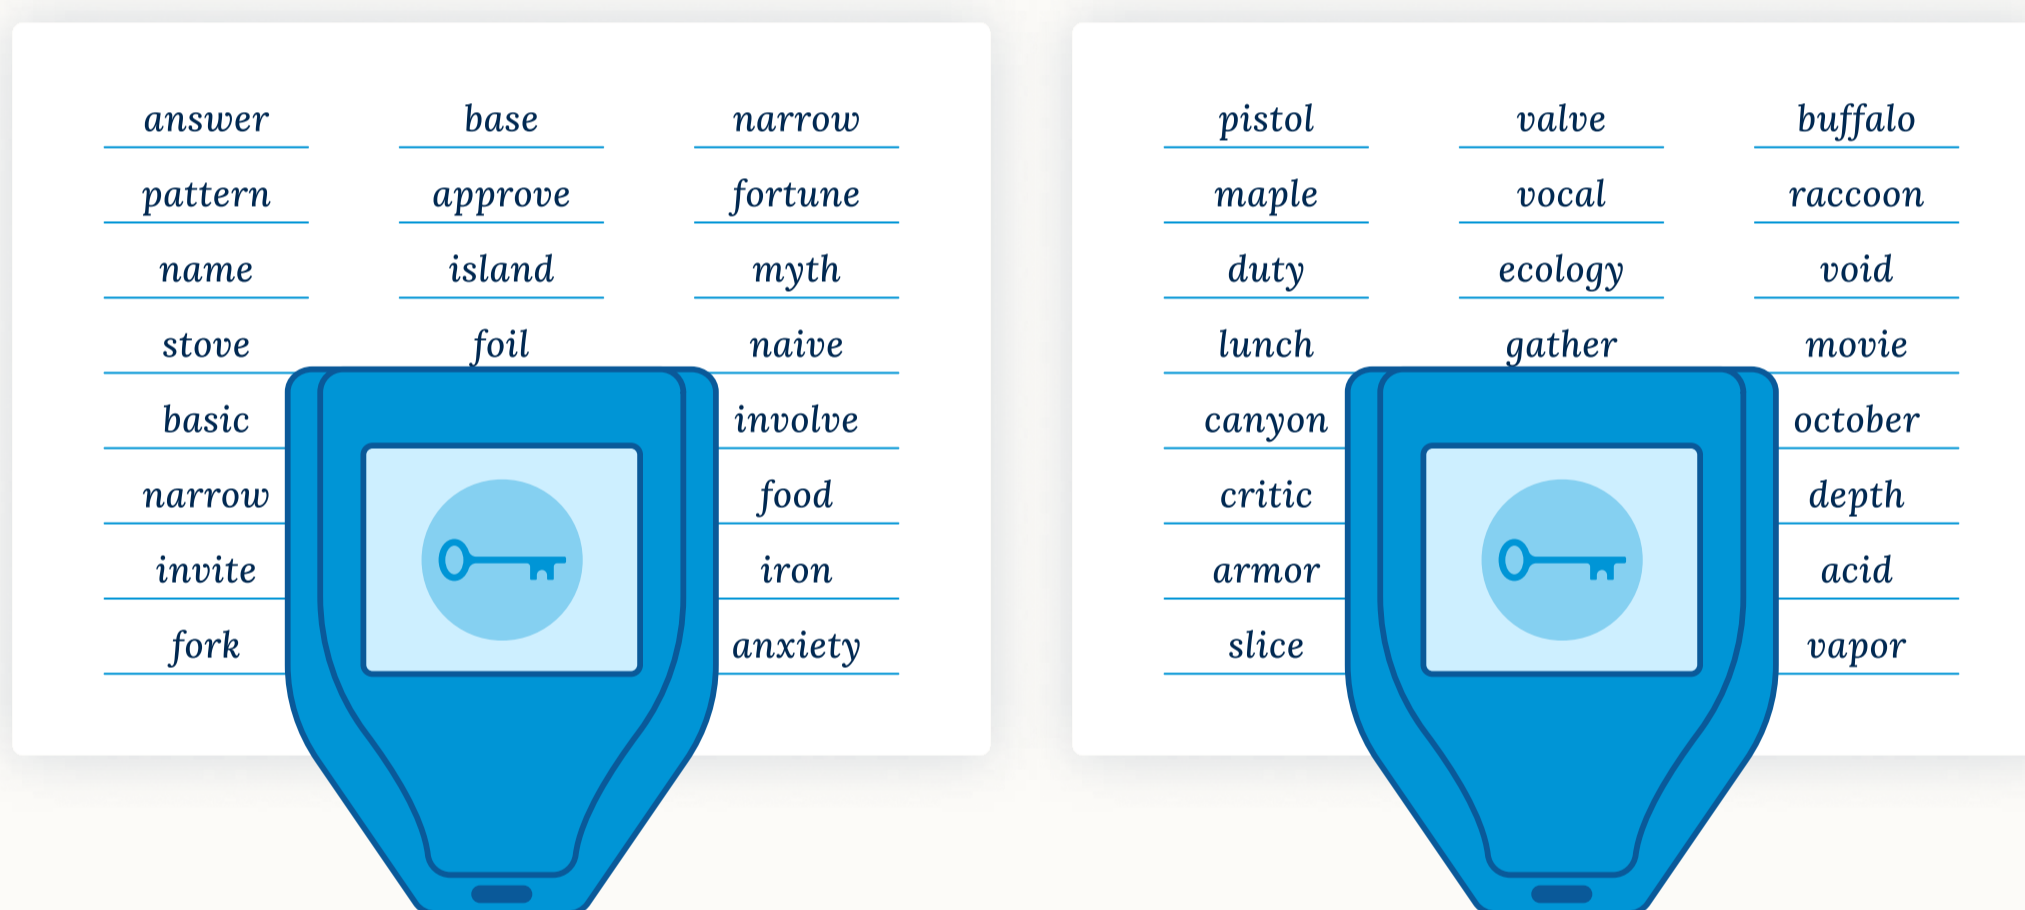 answer base narrow
pattern approve fortune
name island myth
stove foil naive
basic involve
narrow food
invite iron
fork anxiety
pistol valve buffalo
maple vocal raccoon
duty ecology void
lunch gather movie
canyon october
critic depth
armor acid
slice vapor